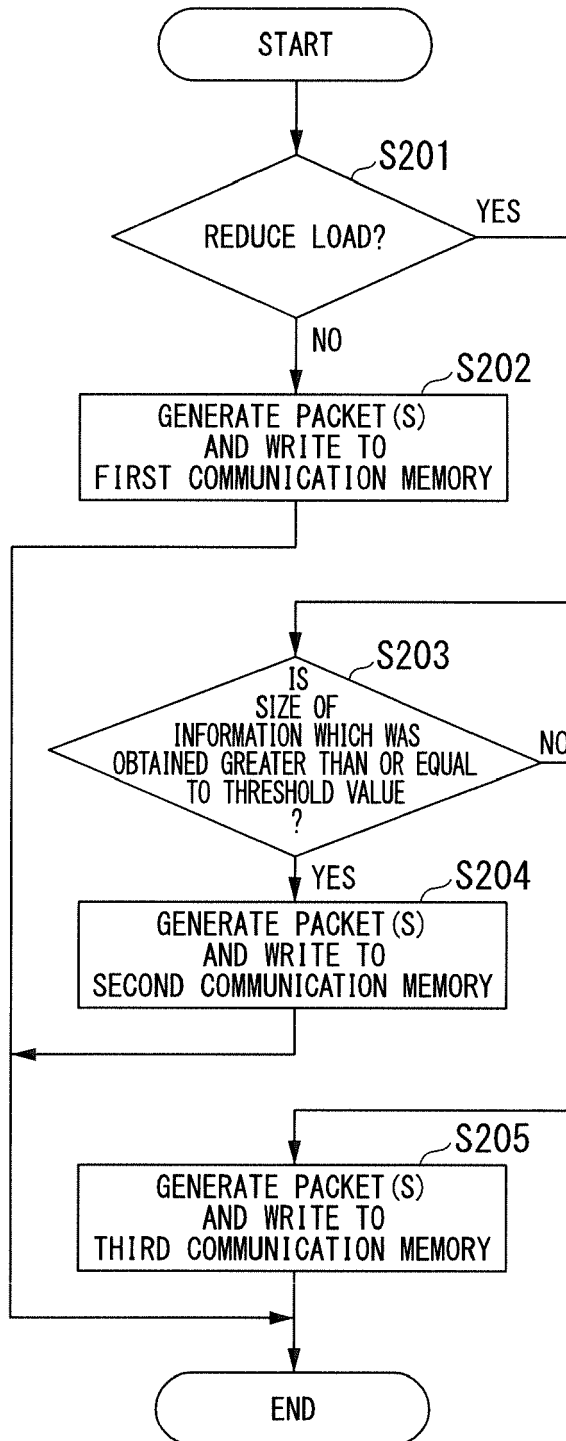 START
S201
REDUCE LOAD?
YES
NO
S202
GENERATE PACKET(S)
AND WRITE TO
FIRST COMMUNICATION MEMORY
S203
IS
SIZE OF
INFORMATION WHICH WAS
OBTAINED GREATER THAN OR EQUAL
TO THRESHOLD VALUE
?
NO
YES
S204
GENERATE PACKET(S)
AND WRITE TO
SECOND COMMUNICATION MEMORY
S205
GENERATE PACKET(S)
AND WRITE TO
THIRD COMMUNICATION MEMORY
END